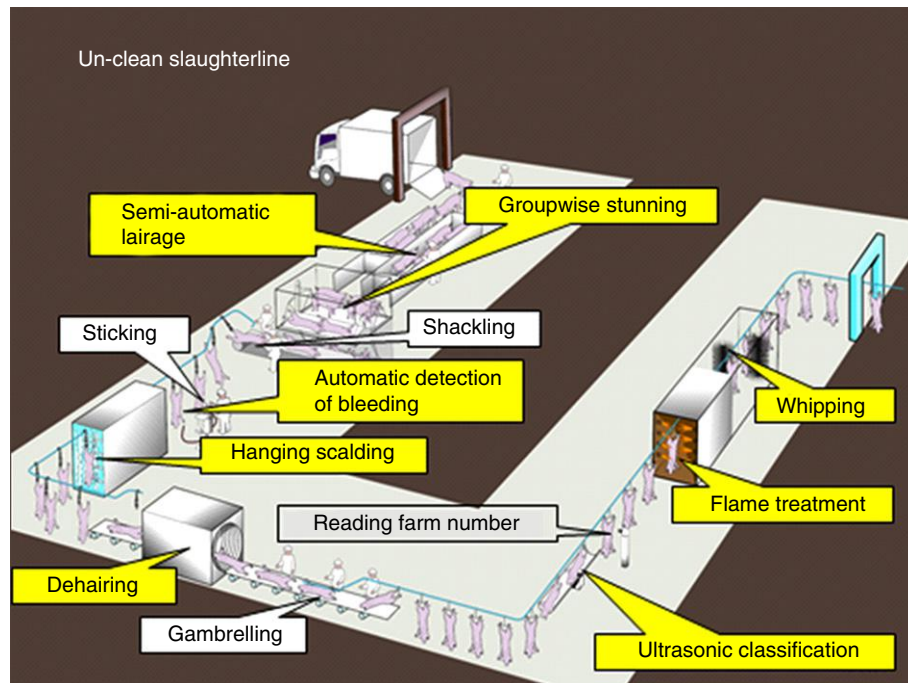 Un-clean slaughterline
Semi-automatic
lairage
Groupwise stunning
Sticking
Shackling
Automatic detection
of bleeding
Whipping
Hanging scalding
Flame treatment
Reading farm number
Dehairing
Gambrelling
Ultrasonic classification